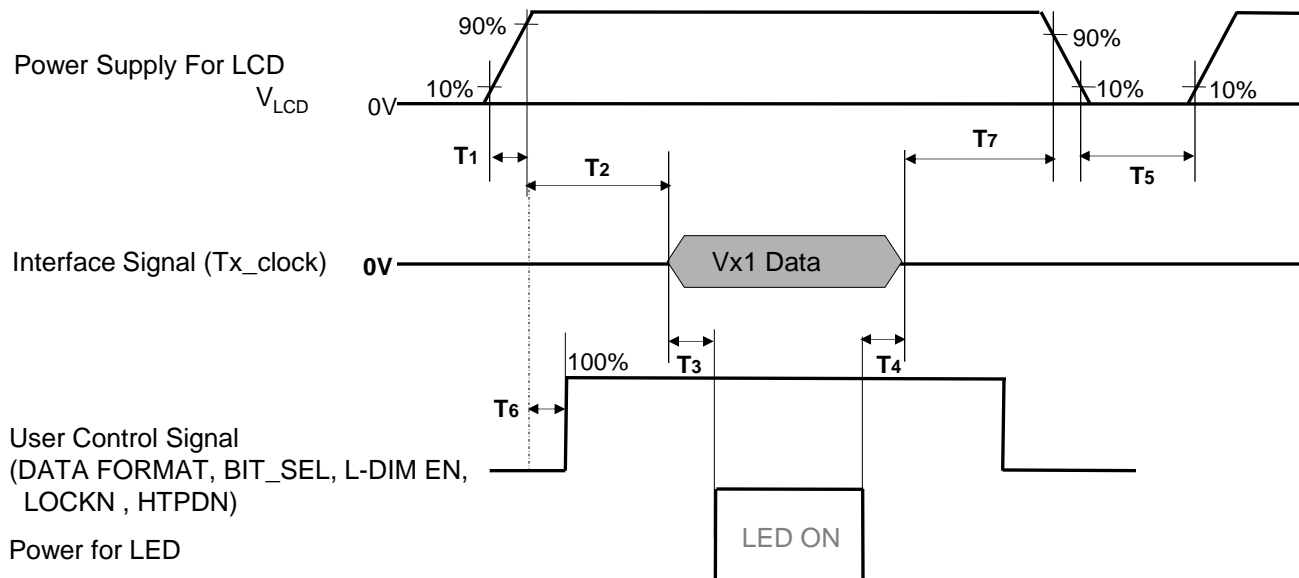 90%
90%
Power Supply For LCD
V_LCD
10%
10%
10%
0V
T1
T2
T7
T5
Interface Signal (Tx_clock)
0V
Vx1 Data
T3
T4
100%
T6
User Control Signal
(DATA FORMAT, BIT_SEL, L-DIM EN,
LOCKN , HTPDN)
LED ON
Power for LED